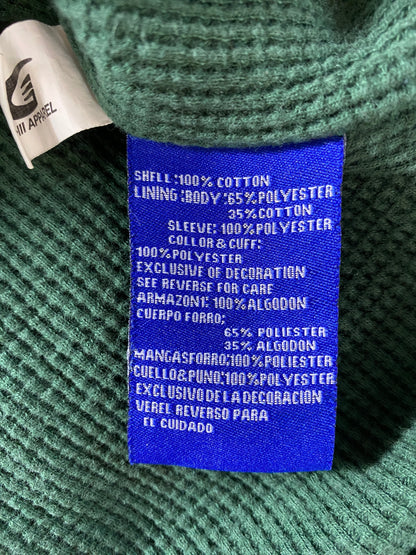 GIII APPAREL
SHELL:100% COTTON
LINING:BODY:65% POLYESTER
35% COTTON
SLEEVE: 100% POLYESTER
COLLOR & CUFF:
100% POLYESTER
EXCLUSIVE OF DECORATION
SEE REVERSE FOR CARE
ARMAZON1: 100% ALGODON
CUERPO FORRO;
65% POLIESTER
35% ALGODON
MANGASFORRO;100% POLIESTER
CUELLO&PUNO:100% POLYESTER
EXCLUSIVO DE LA DECORACION
VEREL REVERSO PARA
EL CUIDADO